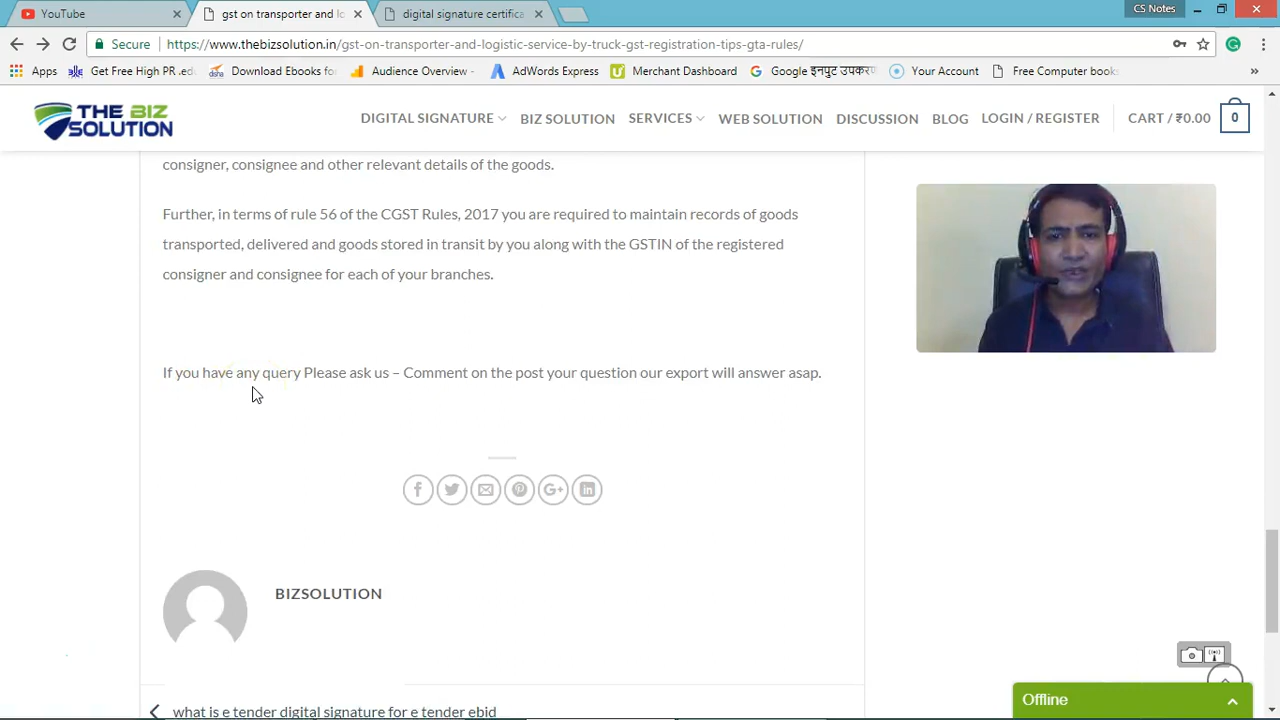 YouTube
gst on transporter and lo
digital signature certifica
CS Notes
Secure
https://www.thebizsolution.in/gst-on-transporter-and-logistic-service-by-truck-gst-registration-tips-gta-rules/
Apps
Get Free High PR .ed
Download Ebooks fo
Audience Overview -
AdWords Express
Merchant Dashboard
Google इनपुट उपकरण
Your Account
Free Computer book
»
THE BIZ
SOLUTION
DIGITAL SIGNATURE
BIZ SOLUTION
SERVICES
WEB SOLUTION
DISCUSSION
BLOG
LOGIN / REGISTER
CART / ₹0.00
0
consigner, consignee and other relevant details of the goods.
Further, in terms of rule 56 of the CGST Rules, 2017 you are required to maintain records of goods
transported, delivered and goods stored in transit by you along with the GSTIN of the registered
consigner and consignee for each of your branches.
If you have any query Please ask us – Comment on the post your question our export will answer asap.
BIZSOLUTION
what is e tender digital signature for e tender ebid
Offline